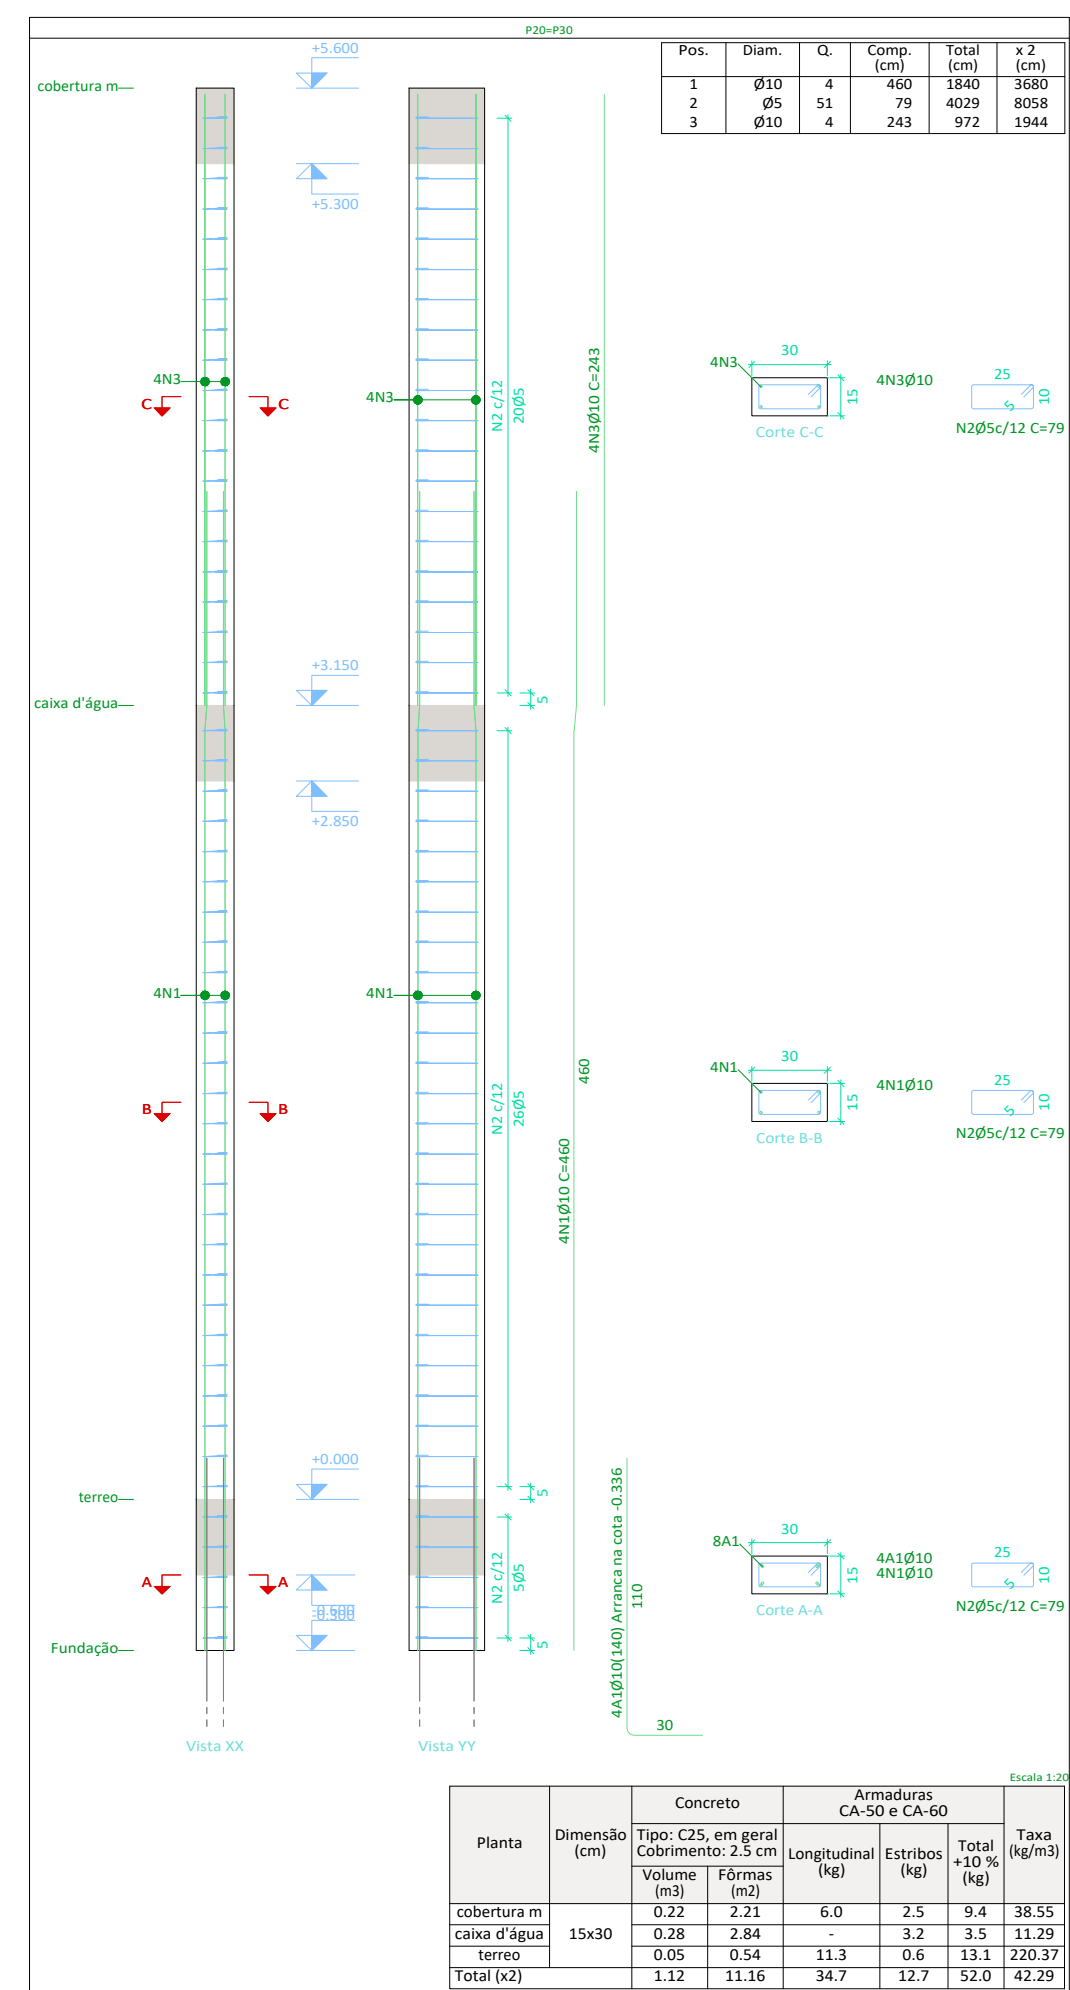 P20=P30
Pos. Diam. Q. Comp. (cm) Total (cm) x 2 (cm)
1 Ø10 4 460 1840 3680
2 Ø5 51 79 4029 8058
3 Ø10 4 243 972 1944
+5.600
cobertura m
+5.300
4N3
C C
4N3
N2 c/12
20Ø5
4N3Ø10 C=243
30
4N3
15
4N3Ø10
Corte C-C
25
5
10
N2Ø5c/12 C=79
+3.150
caixa d'água
5
+2.850
4N1
4N1
B B
N2 c/12
26Ø5
460
4N1Ø10 C=460
30
4N1
15
4N1Ø10
Corte B-B
25
5
10
N2Ø5c/12 C=79
+0.000
terreo
5
A A
N2 c/12
5Ø5
-0.600
-0.300
Fundação
5
4A1Ø10(140) Arranca na cota -0.336
110
30
30
8A1
15
4A1Ø10
4N1Ø10
Corte A-A
25
5
10
N2Ø5c/12 C=79
Vista XX
Vista YY
Escala 1:20
Planta
Dimensão (cm)
Concreto
Tipo: C25, em geral
Cobrimento: 2.5 cm
Volume (m3)
Fôrmas (m2)
Armaduras
CA-50 e CA-60
Longitudinal (kg)
Estribos (kg)
Total +10 % (kg)
Taxa (kg/m3)
cobertura m 15x30 0.22 2.21 6.0 2.5 9.4 38.55
caixa d'água 0.28 2.84 - 3.2 3.5 11.29
terreo 0.05 0.54 11.3 0.6 13.1 220.37
Total (x2) 1.12 11.16 34.7 12.7 52.0 42.29